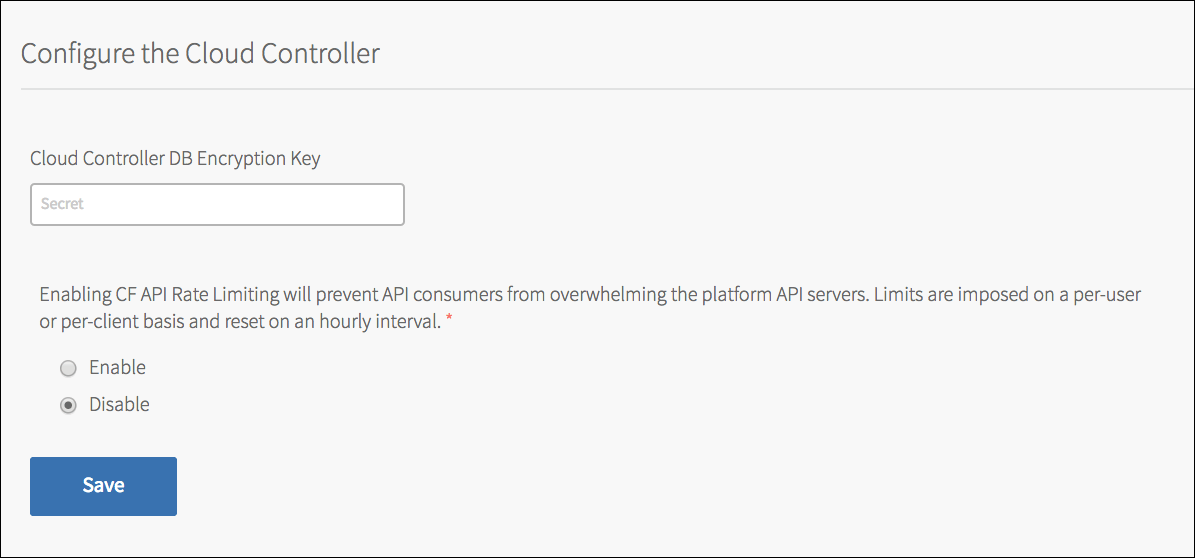 Configure the Cloud Controller
Cloud Controller DB Encryption Key
Secret
Enabling CF API Rate Limiting will prevent API consumers from overwhelming the platform API servers. Limits are imposed on a per-user
or per-client basis and reset on an hourly interval. *
Enable
Disable
Save